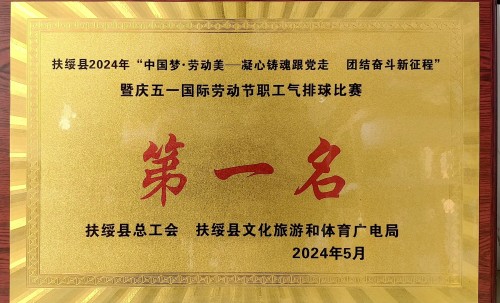 扶绥县2024年“中国梦·劳动美——凝心铸魂跟党走 团结奋斗新征程”
暨庆五一国际劳动节职工气排球比赛
第一名
扶绥县总工会 扶绥县文化旅游和体育广电局
2024年5月